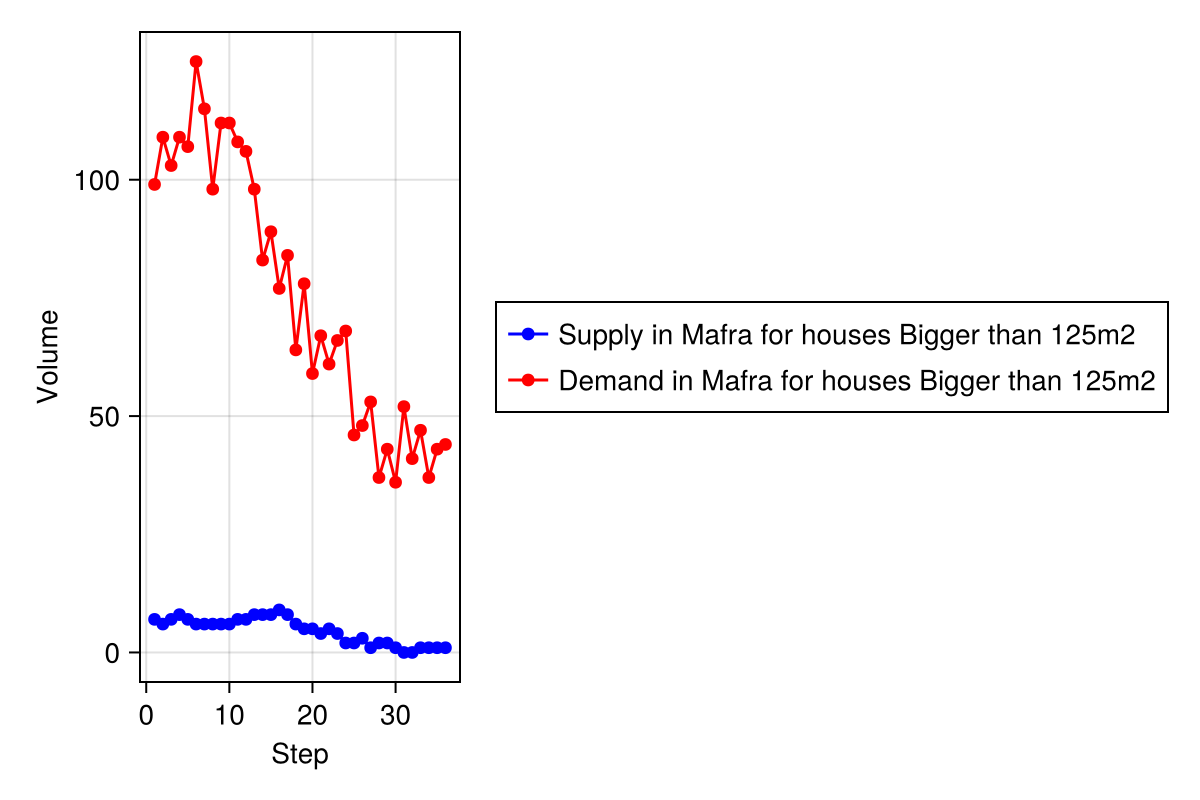 100
50
0
Volume
0 10 20 30
Step
Supply in Mafra for houses Bigger than 125m2
Demand in Mafra for houses Bigger than 125m2